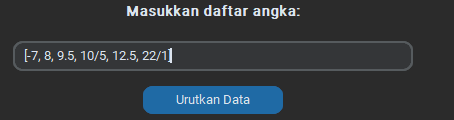 Masukkan daftar angka:
[-7, 8, 9.5, 10/5, 12.5, 22/1]
Urutkan Data